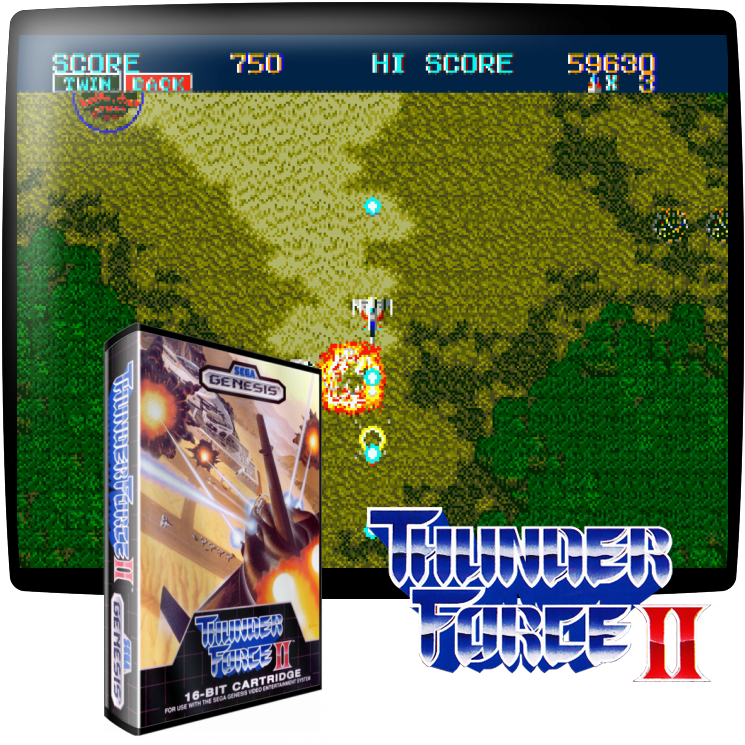 SCORE 750 HI SCORE 59630
TWIN BACK X 3
SEGA
GENESIS
THUNDER
FORCE II
16-BIT CARTRIDGE
FOR USE WITH THE SEGA GENESIS VIDEO ENTERTAINMENT SYSTEM
THUNDER FORCE II
SEGA
GENESIS
THUNDER
FORCE II